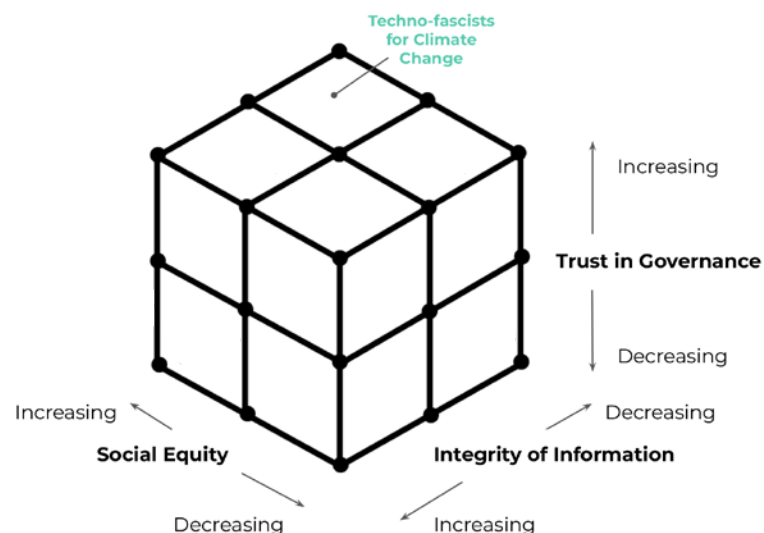 Techno-fascists
for Climate
Change
Increasing
Trust in Governance
Decreasing
Increasing
Decreasing
Social Equity
Integrity of Information
Decreasing
Increasing